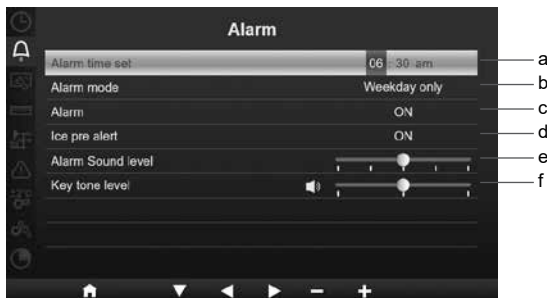 Alarm
Alarm time set 06 : 30 am a
Alarm mode Weekday only b
Alarm ON c
Ice pre alert ON d
Alarm Sound level e
Key tone level f